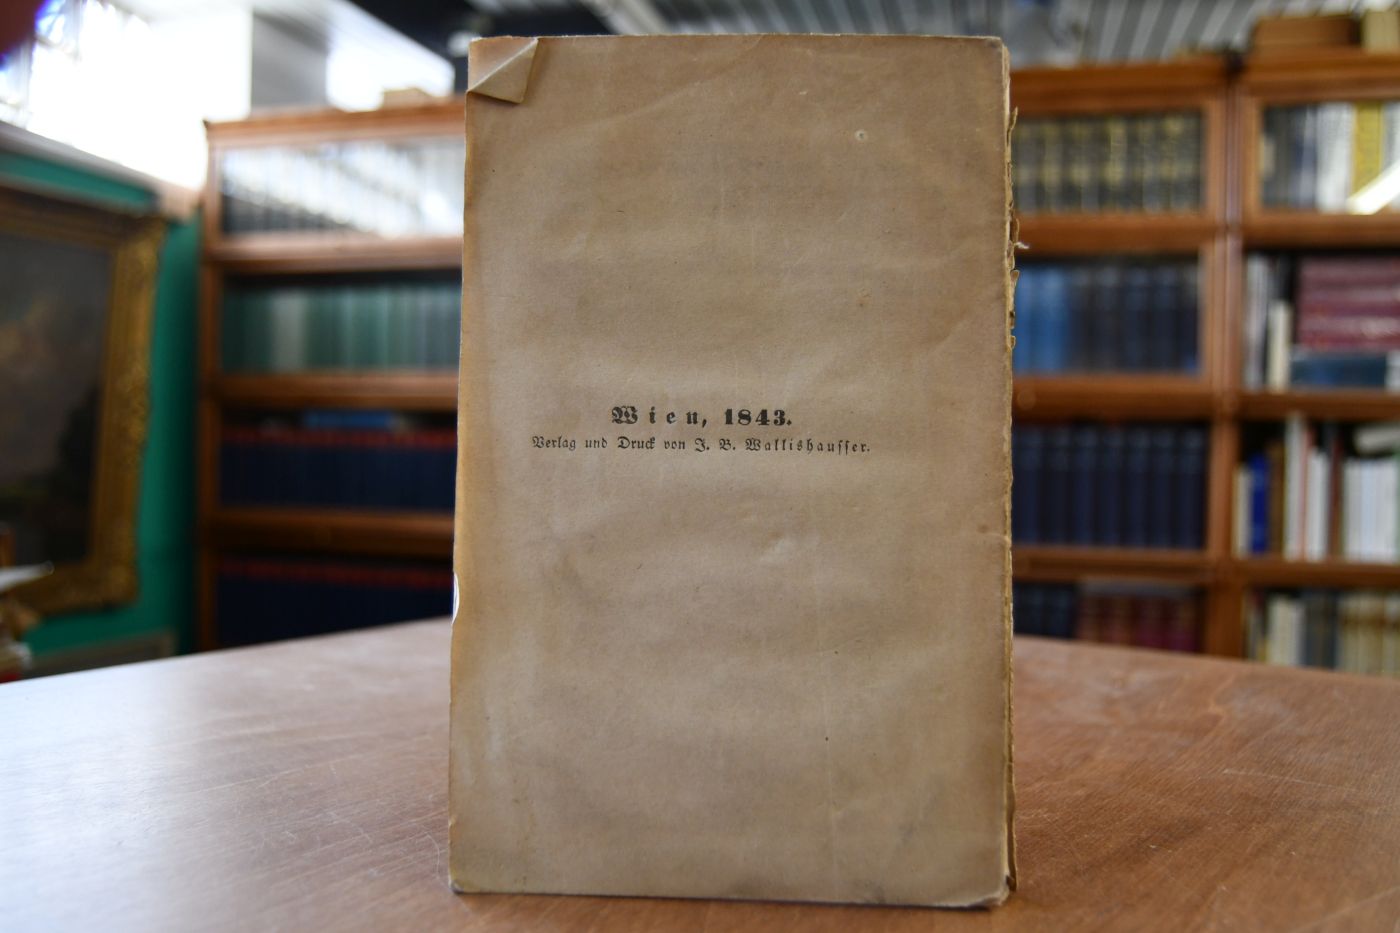 Wien, 1843.
Verlag und Druck von J. B. Wallishausser.